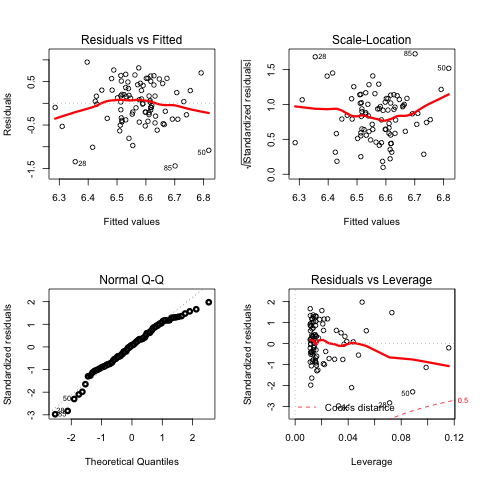 Residuals vs Fitted
Residuals
0.5
-0.5
-1.5
28
85
50
6.3 6.4 6.5 6.6 6.7 6.8
Fitted values
Scale-Location
√|Standardized residuals|
1.5
1.0
0.5
0.0
28
85
50
6.3 6.4 6.5 6.6 6.7 6.8
Fitted values
Normal Q-Q
Standardized residuals
2
1
0
-1
-2
-3
50
-2 -1 0 1 2
Theoretical Quantiles
Residuals vs Leverage
Standardized residuals
2
1
0
-1
-2
-3
50
28
Cook's distance
0.5
0.00 0.04 0.08 0.12
Leverage